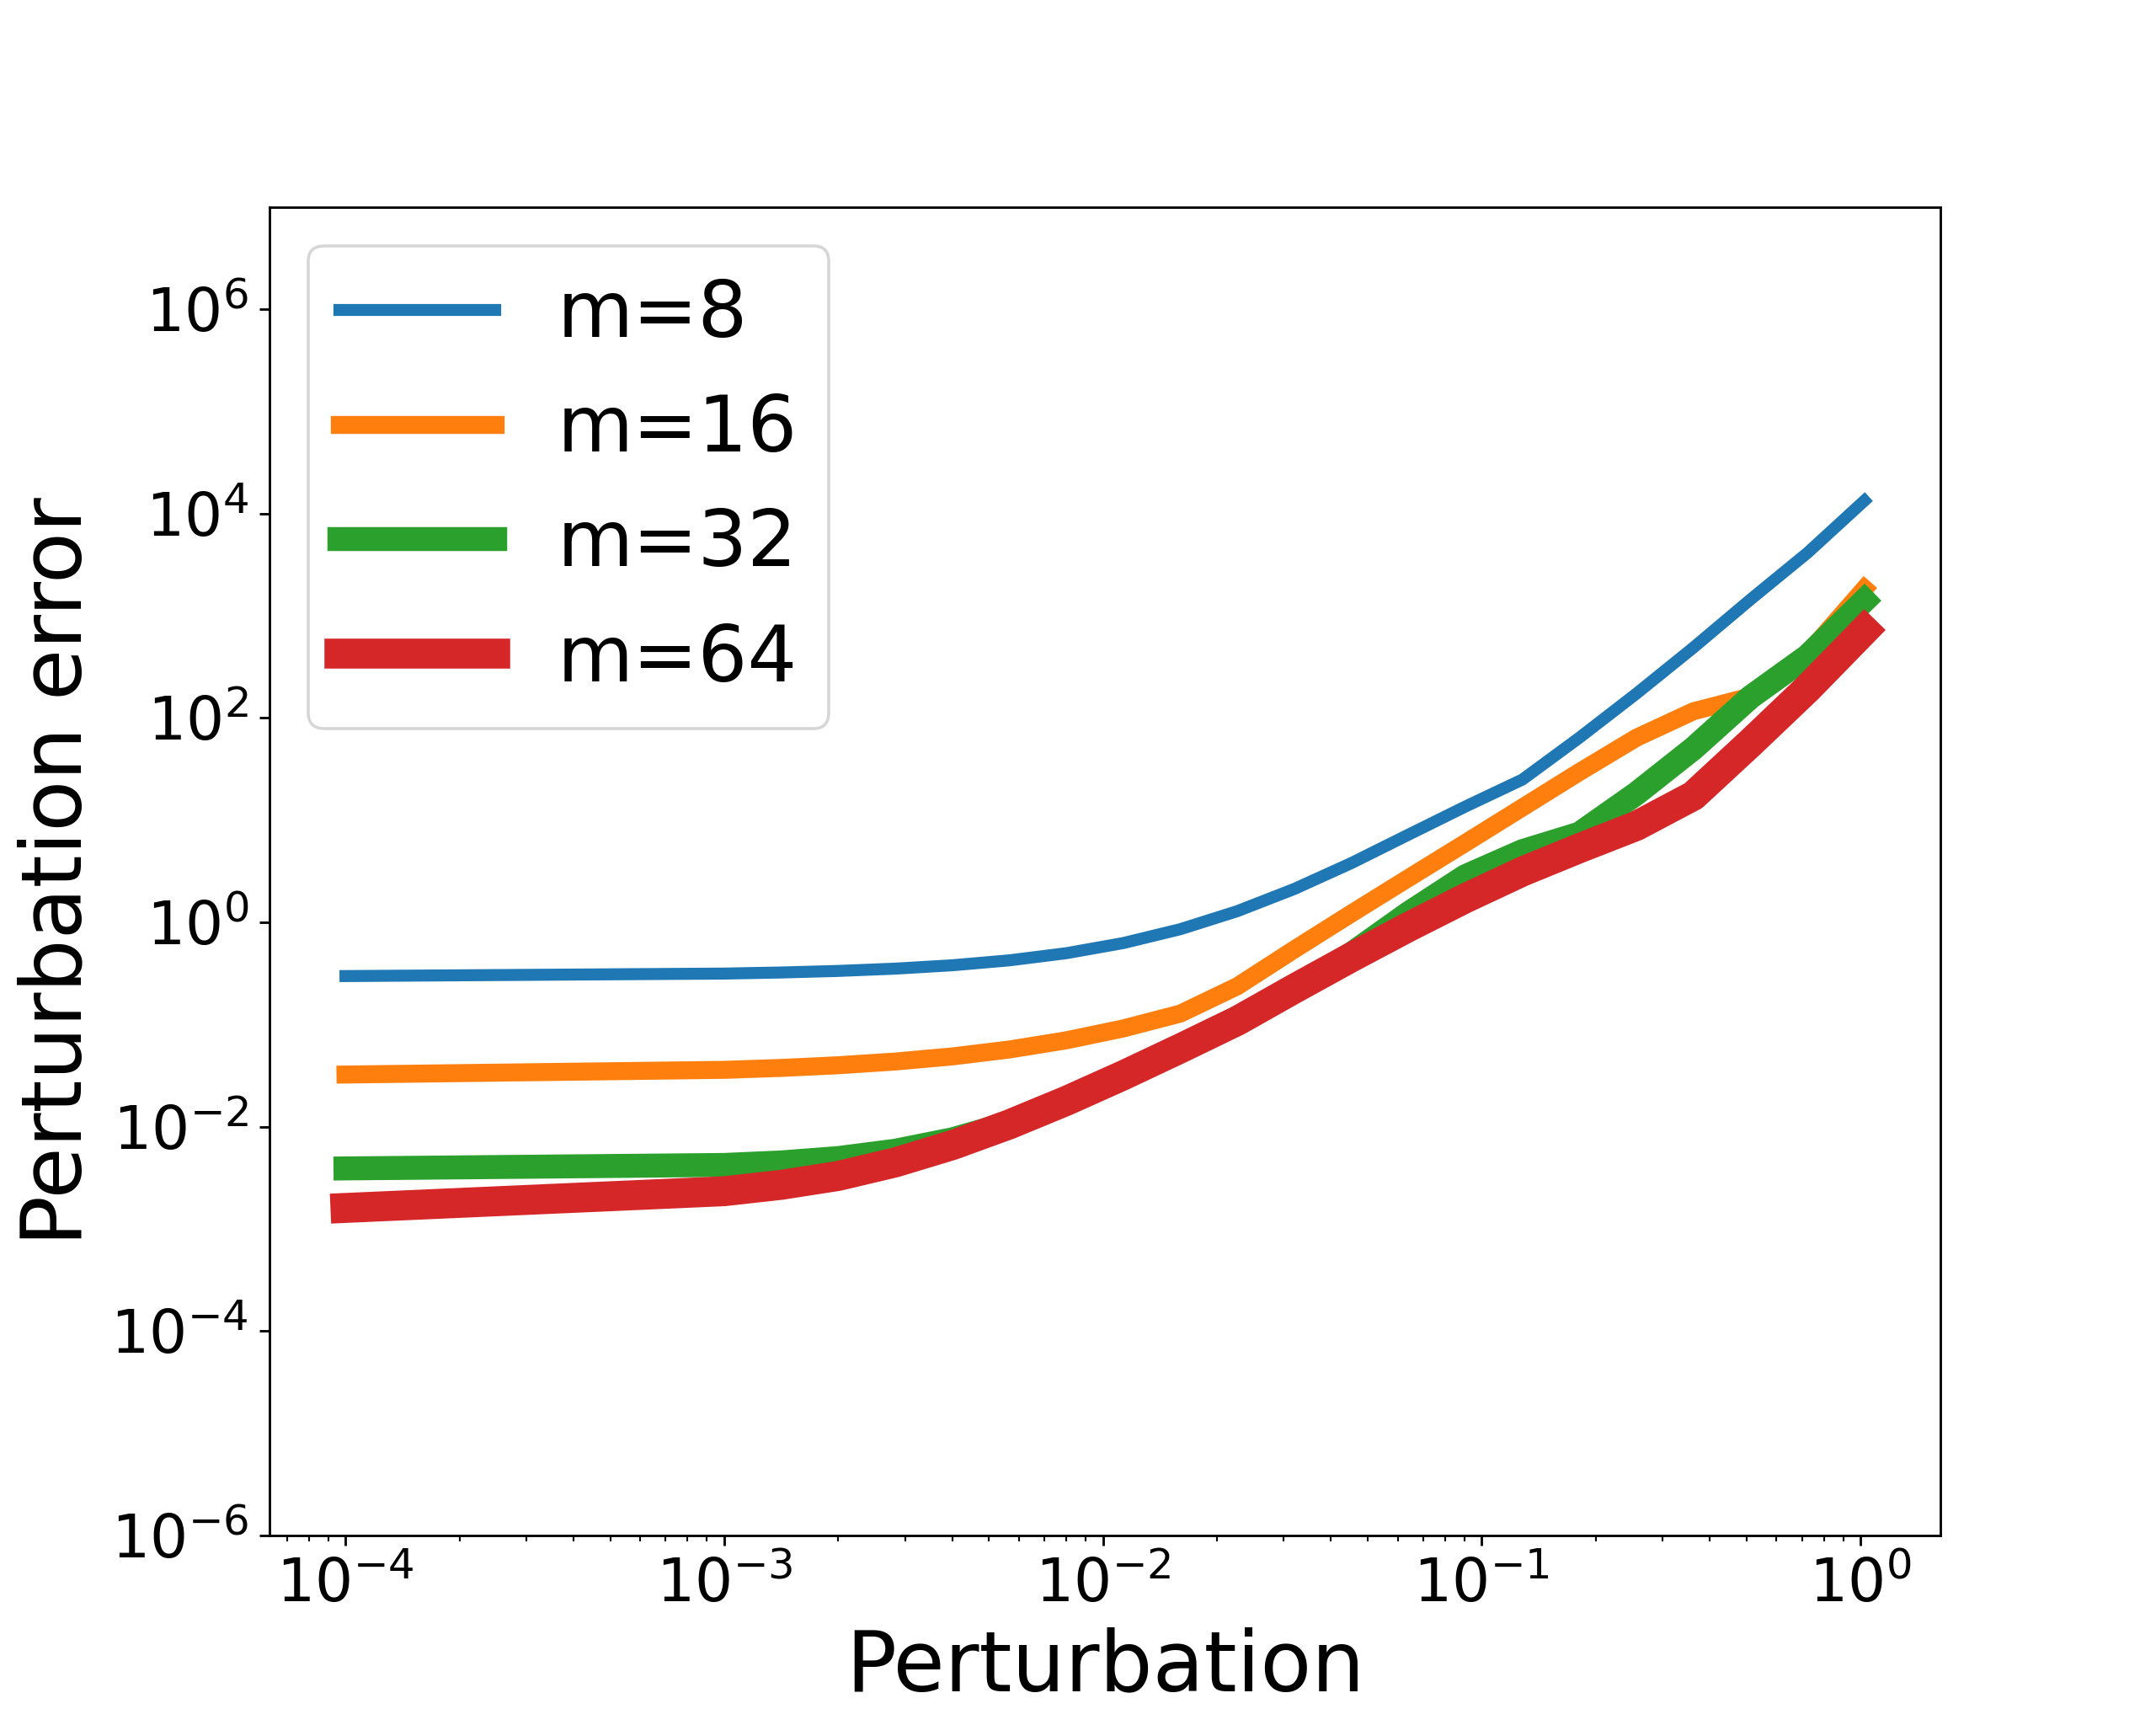 m=8
m=16
m=32
m=64
Perturbation error
10⁶
10⁴
10²
10⁰
10⁻²
10⁻⁴
10⁻⁶
10⁻⁴ 10⁻³ 10⁻² 10⁻¹ 10⁰
Perturbation